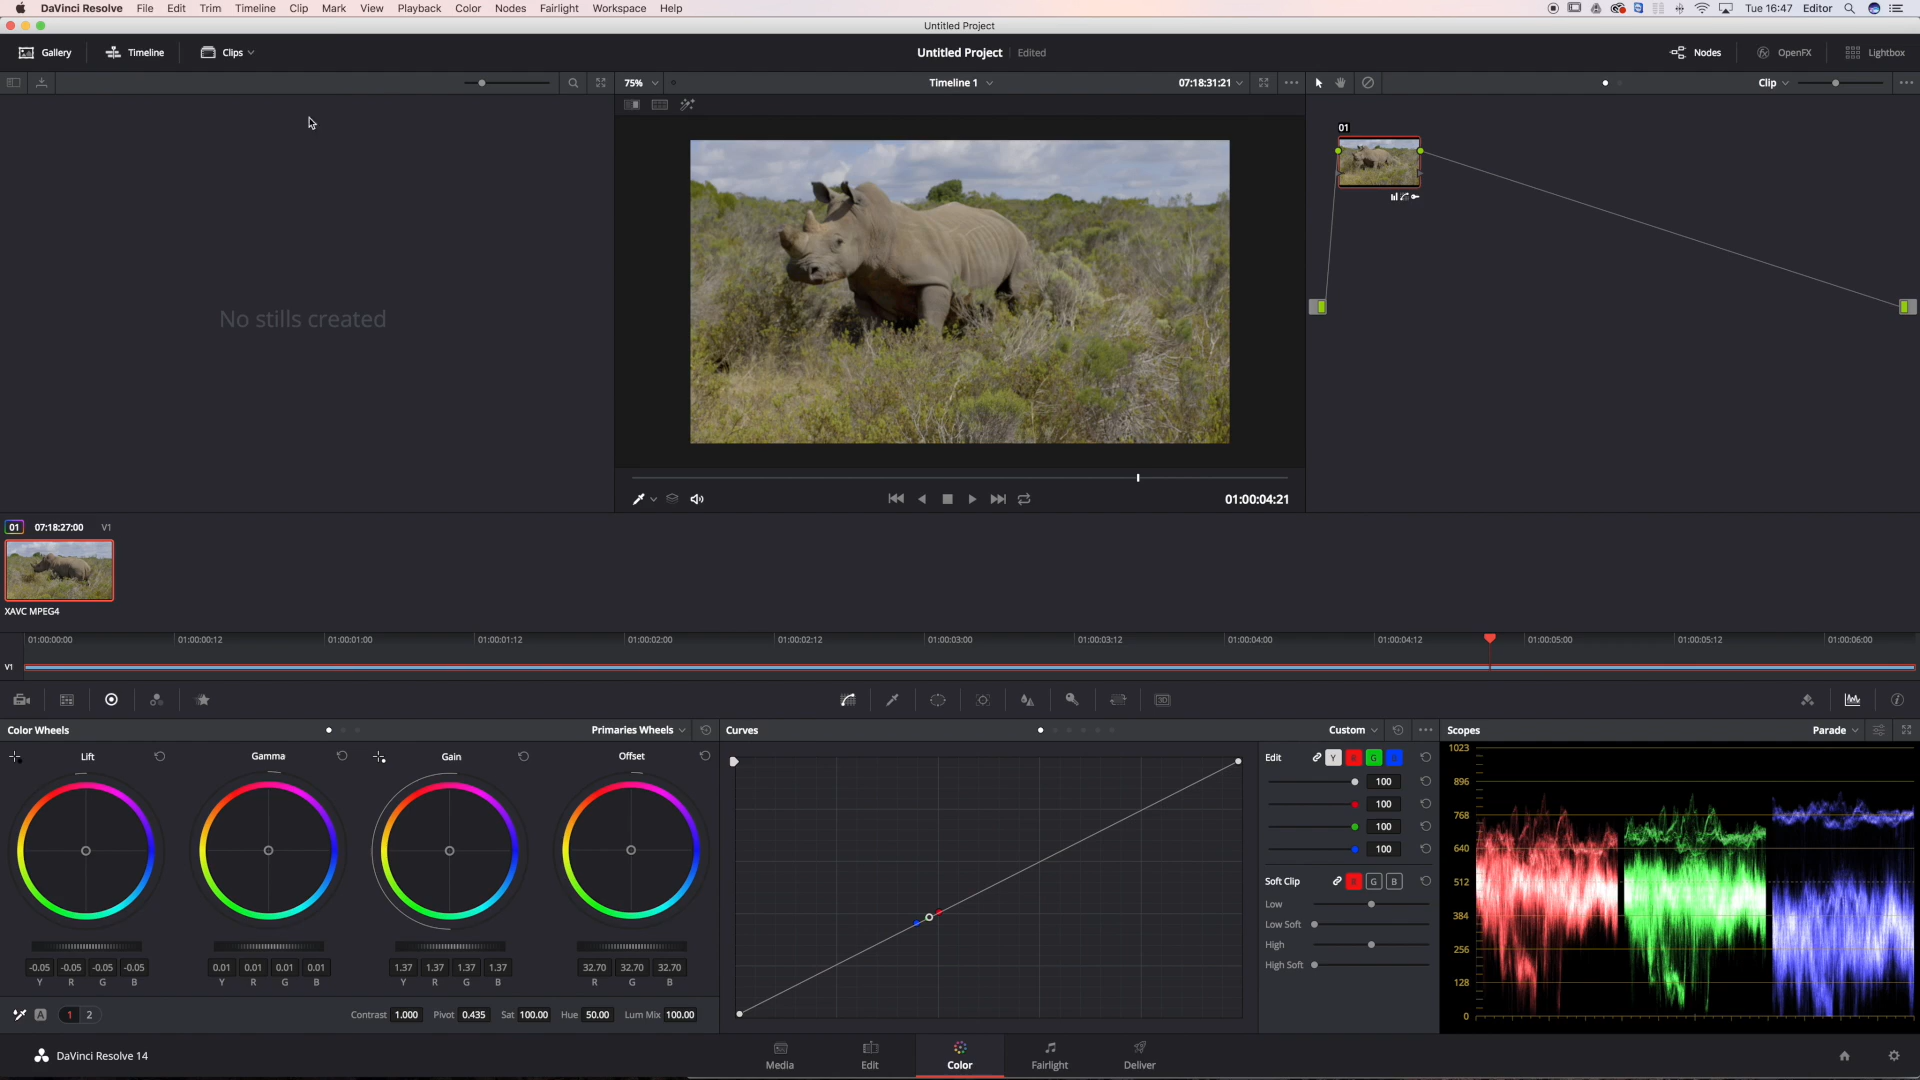 DaVinci Resolve File Edit Trim Timeline Clip Mark View Playback Color Nodes Fairlight Workspace Help Tue 16:47 Editor
Untitled Project
Gallery Timeline Clips Untitled Project Edited Nodes OpenFX Lightbox
75% Timeline 1 07:18:31:21 Clip
01
No stills created
01:00:04:21
01 07:18:27:00 V1
XAVC MPEG4
01:00:00:00 01:00:00:12 01:00:01:00 01:00:01:12 01:00:02:00 01:00:02:12 01:00:03:00 01:00:03:12 01:00:04:00 01:00:04:12 01:00:05:00 01:00:05:12 01:00:06:00
V1
Color Wheels Primaries Wheels Curves Custom Scopes Parade
Lift Gamma Gain Offset
Edit Y R G B
100
100
100
100
Soft Clip R G B
Low
Low Soft
High
High Soft
1023
896
768
640
512
384
256
128
0
-0.05 -0.05 -0.05 -0.05 0.01 0.01 0.01 0.01 1.37 1.37 1.37 1.37 32.70 32.70 32.70
Y R G B Y R G B Y R G B R G B
A 1 2 Contrast 1.000 Pivot 0.435 Sat 100.00 Hue 50.00 Lum Mix 100.00
DaVinci Resolve 14 Media Edit Color Fairlight Deliver